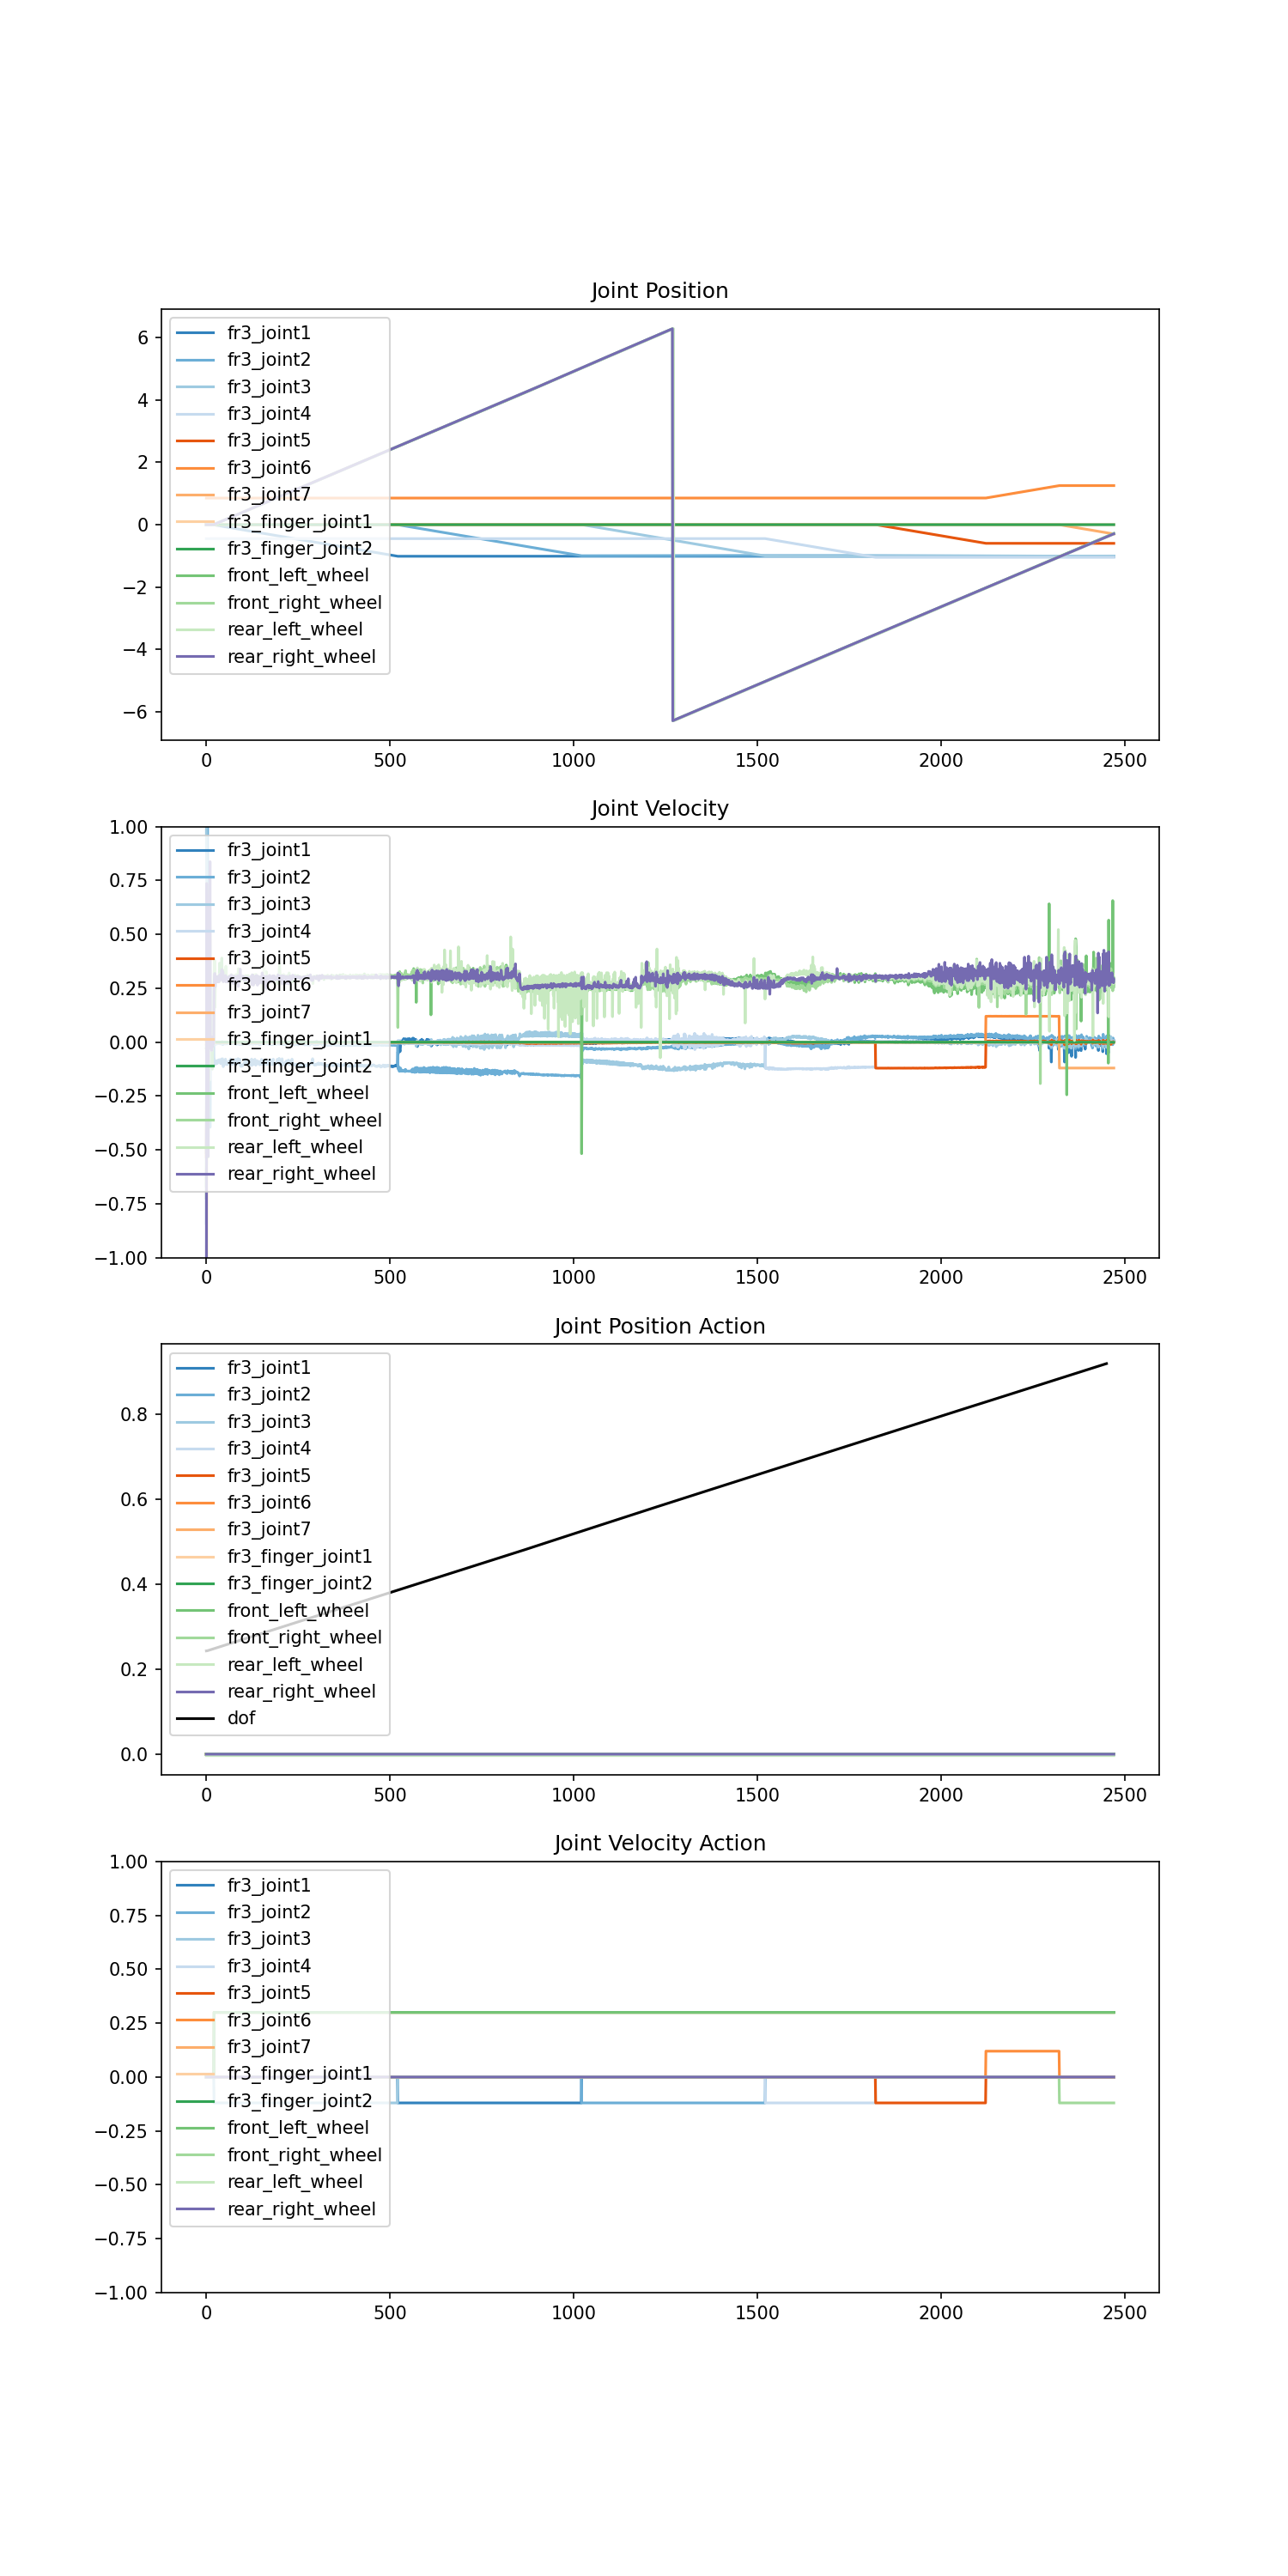 Joint Position
6
4
2
0
−2
−4
−6
fr3_joint1
fr3_joint2
fr3_joint3
fr3_joint4
fr3_joint5
fr3_joint6
fr3_joint7
fr3_finger_joint1
fr3_finger_joint2
front_left_wheel
front_right_wheel
rear_left_wheel
rear_right_wheel
0 500 1000 1500 2000 2500
Joint Velocity
1.00
0.75
0.50
0.25
0.00
−0.25
−0.50
−0.75
−1.00
fr3_joint1
fr3_joint2
fr3_joint3
fr3_joint4
fr3_joint5
fr3_joint6
fr3_joint7
fr3_finger_joint1
fr3_finger_joint2
front_left_wheel
front_right_wheel
rear_left_wheel
rear_right_wheel
0 500 1000 1500 2000 2500
Joint Position Action
0.8
0.6
0.4
0.2
0.0
fr3_joint1
fr3_joint2
fr3_joint3
fr3_joint4
fr3_joint5
fr3_joint6
fr3_joint7
fr3_finger_joint1
fr3_finger_joint2
front_left_wheel
front_right_wheel
rear_left_wheel
rear_right_wheel
dof
0 500 1000 1500 2000 2500
Joint Velocity Action
1.00
0.75
0.50
0.25
0.00
−0.25
−0.50
−0.75
−1.00
fr3_joint1
fr3_joint2
fr3_joint3
fr3_joint4
fr3_joint5
fr3_joint6
fr3_joint7
fr3_finger_joint1
fr3_finger_joint2
front_left_wheel
front_right_wheel
rear_left_wheel
rear_right_wheel
0 500 1000 1500 2000 2500